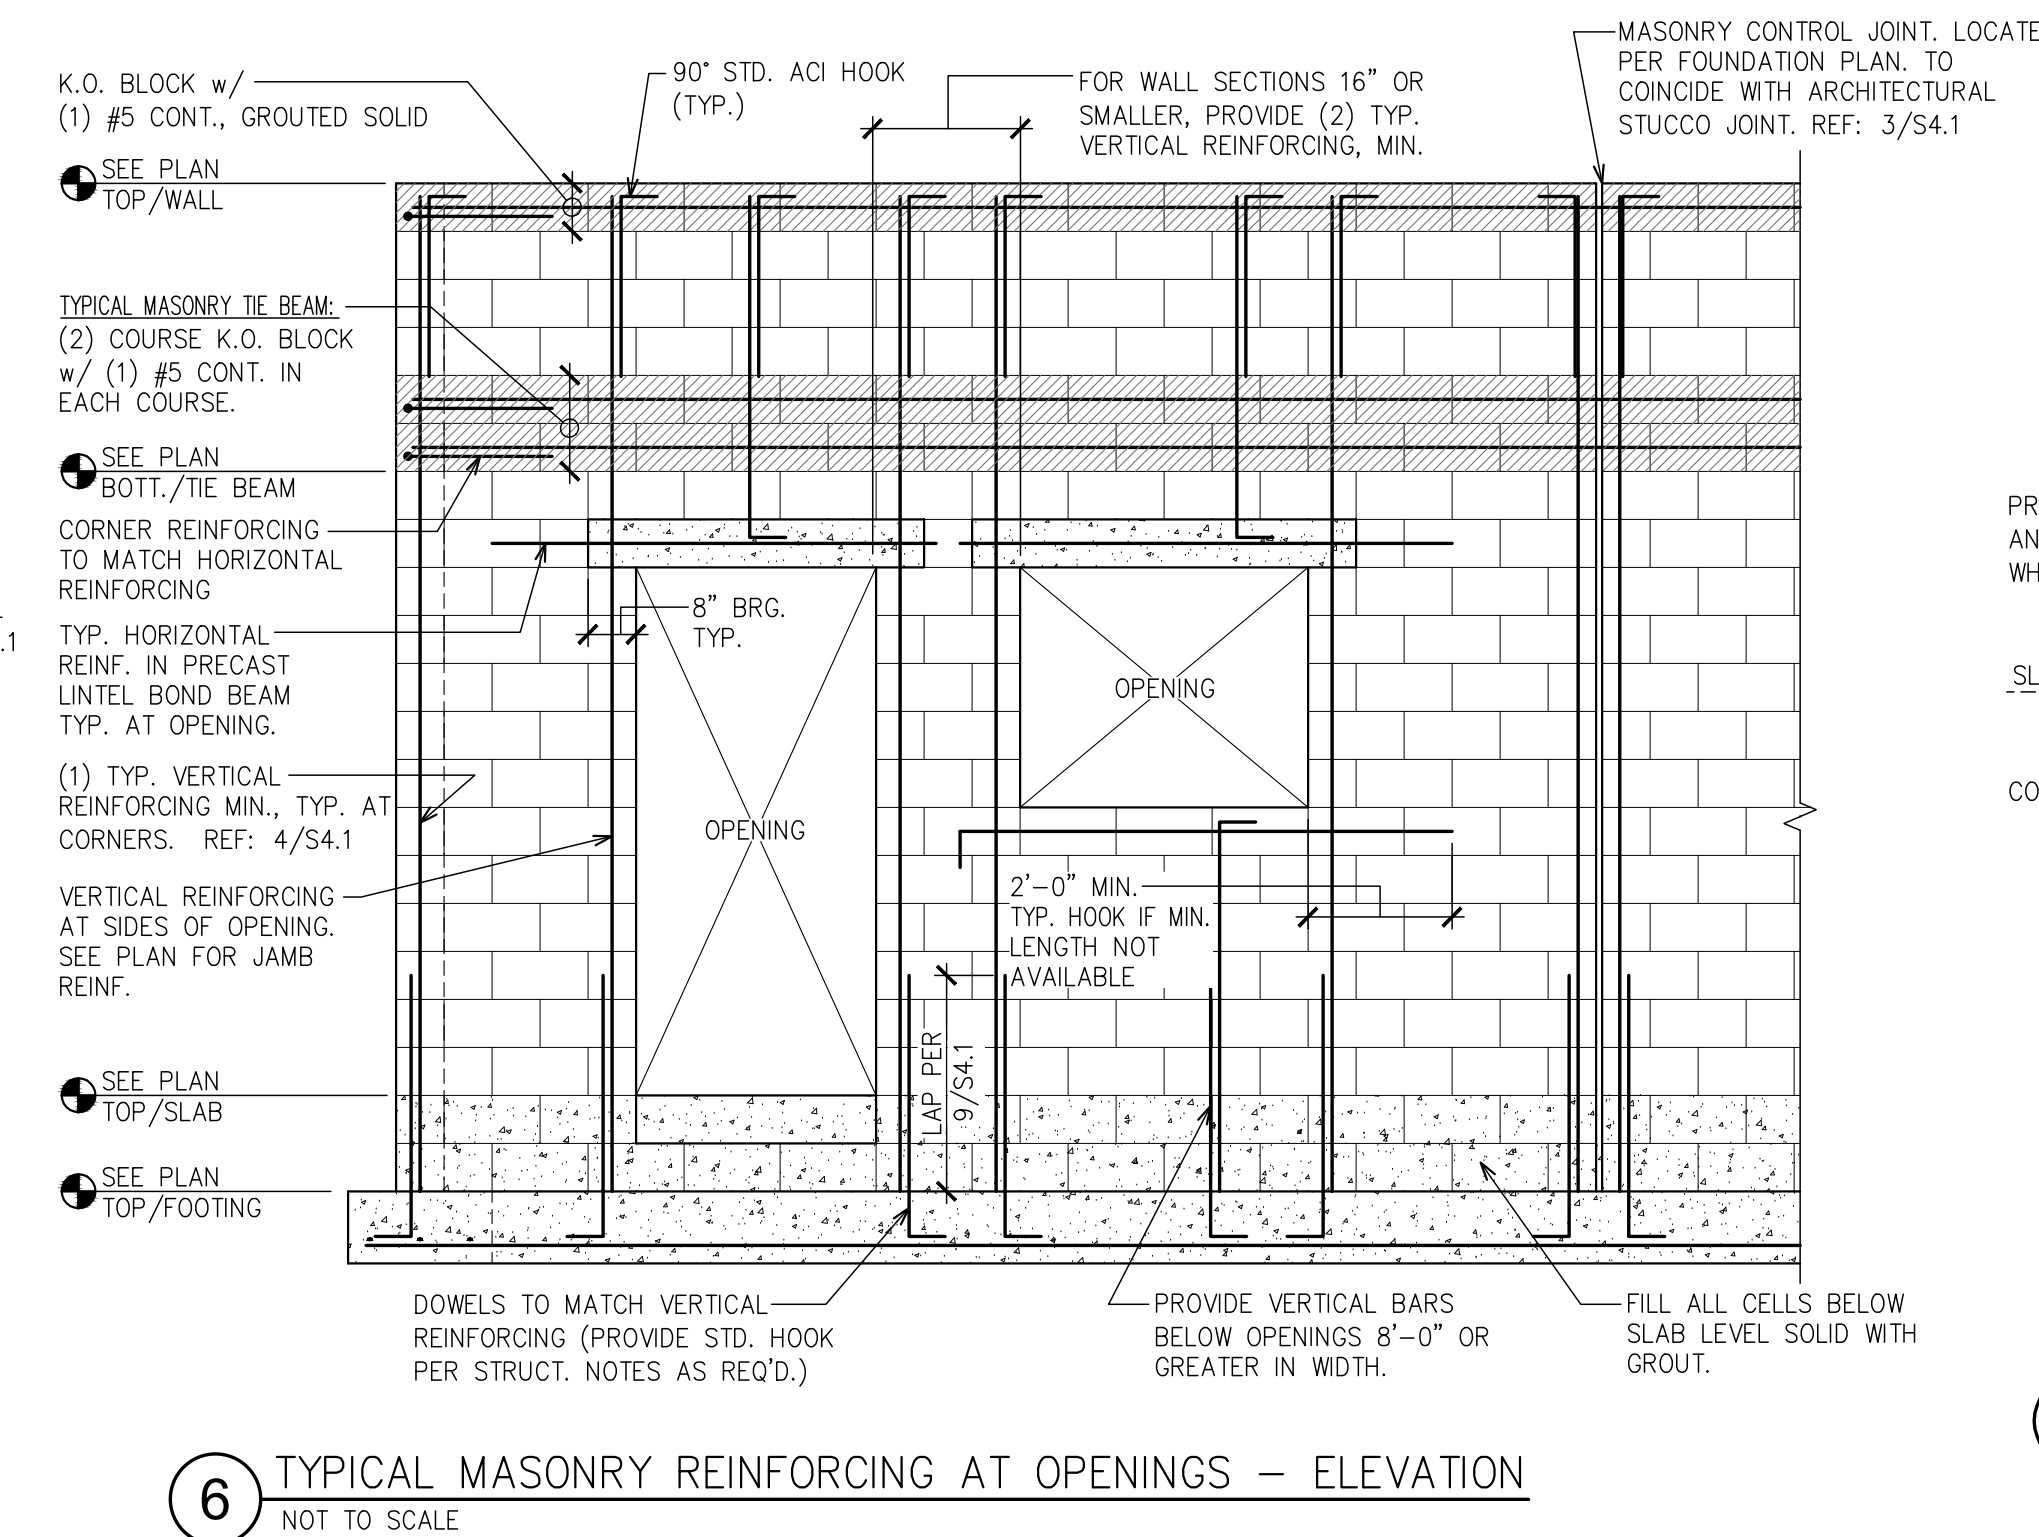 K.O. BLOCK w/
(1) #5 CONT., GROUTED SOLID
90° STD. ACI HOOK
(TYP.)
FOR WALL SECTIONS 16" OR
SMALLER, PROVIDE (2) TYP.
VERTICAL REINFORCING, MIN.
MASONRY CONTROL JOINT. LOCATE
PER FOUNDATION PLAN. TO
COINCIDE WITH ARCHITECTURAL
STUCCO JOINT. REF: 3/S4.1
SEE PLAN
TOP/WALL
TYPICAL MASONRY TIE BEAM:
(2) COURSE K.O. BLOCK
w/ (1) #5 CONT. IN
EACH COURSE.
SEE PLAN
BOTT./TIE BEAM
CORNER REINFORCING
TO MATCH HORIZONTAL
REINFORCING
TYP. HORIZONTAL
REINF. IN PRECAST
LINTEL BOND BEAM
TYP. AT OPENING.
(1) TYP. VERTICAL
REINFORCING MIN., TYP. AT
CORNERS. REF: 4/S4.1
VERTICAL REINFORCING
AT SIDES OF OPENING.
SEE PLAN FOR JAMB
REINF.
8" BRG.
TYP.
OPENING
OPENING
2'-0" MIN.
TYP. HOOK IF MIN.
LENGTH NOT
AVAILABLE
LAP PER
9/S4.1
SEE PLAN
TOP/SLAB
SEE PLAN
TOP/FOOTING
DOWELS TO MATCH VERTICAL
REINFORCING (PROVIDE STD. HOOK
PER STRUCT. NOTES AS REQ'D.)
PROVIDE VERTICAL BARS
BELOW OPENINGS 8'-0" OR
GREATER IN WIDTH.
FILL ALL CELLS BELOW
SLAB LEVEL SOLID WITH
GROUT.
.1
PR
AN
WH
SL
CO
6
TYPICAL MASONRY REINFORCING AT OPENINGS - ELEVATION
NOT TO SCALE